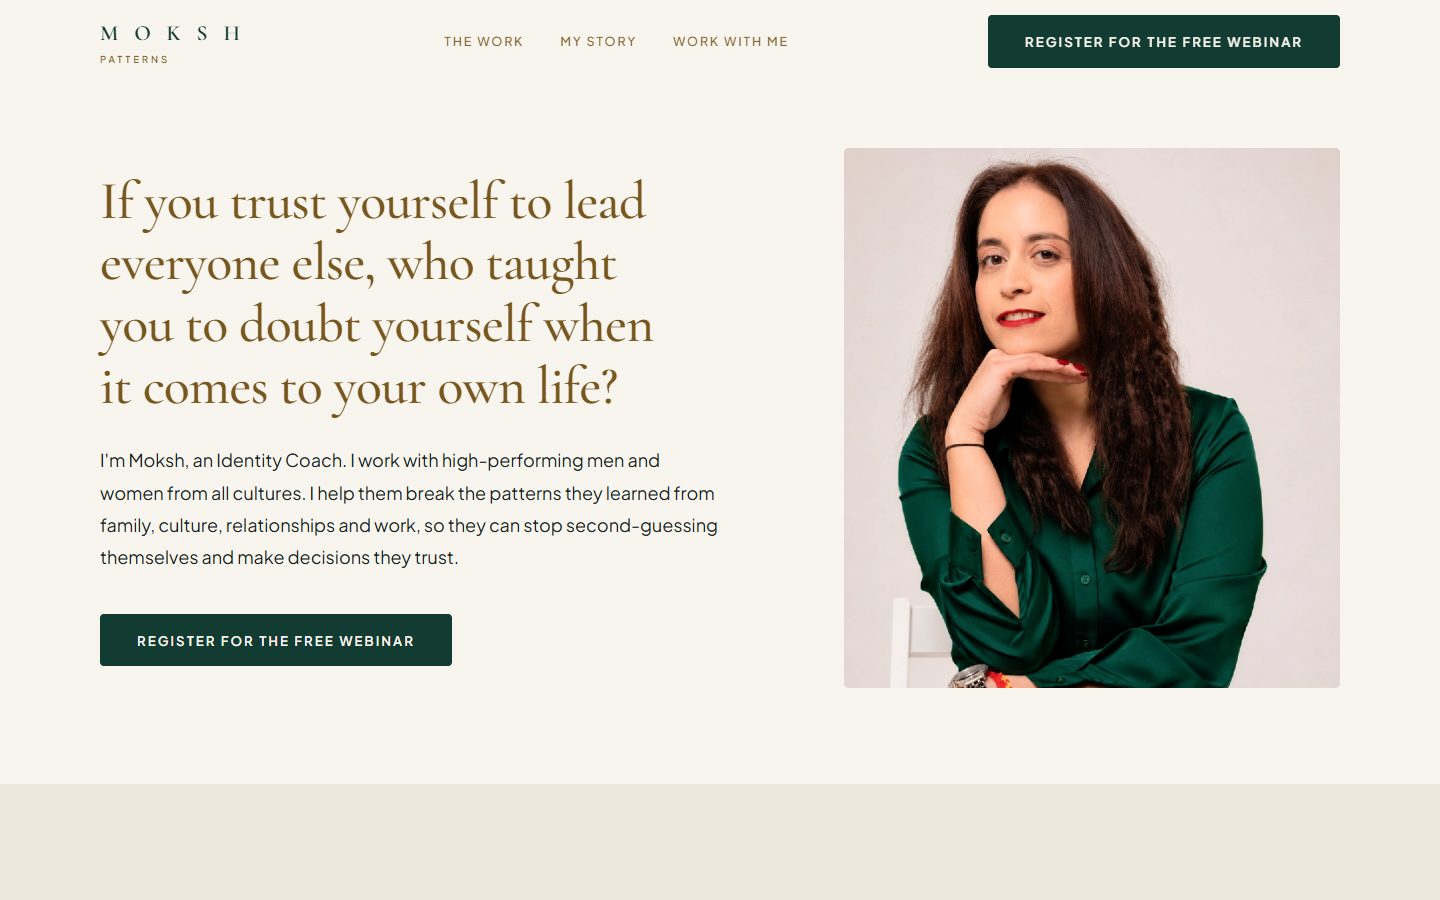 MOKSH
PATTERNS
THE WORK
MY STORY
WORK WITH ME
REGISTER FOR THE FREE WEBINAR
If you trust yourself to lead
everyone else, who taught
you to doubt yourself when
it comes to your own life?
I'm Moksh, an Identity Coach. I work with high-performing men and
women from all cultures. I help them break the patterns they learned from
family, culture, relationships and work, so they can stop second-guessing
themselves and make decisions they trust.
REGISTER FOR THE FREE WEBINAR